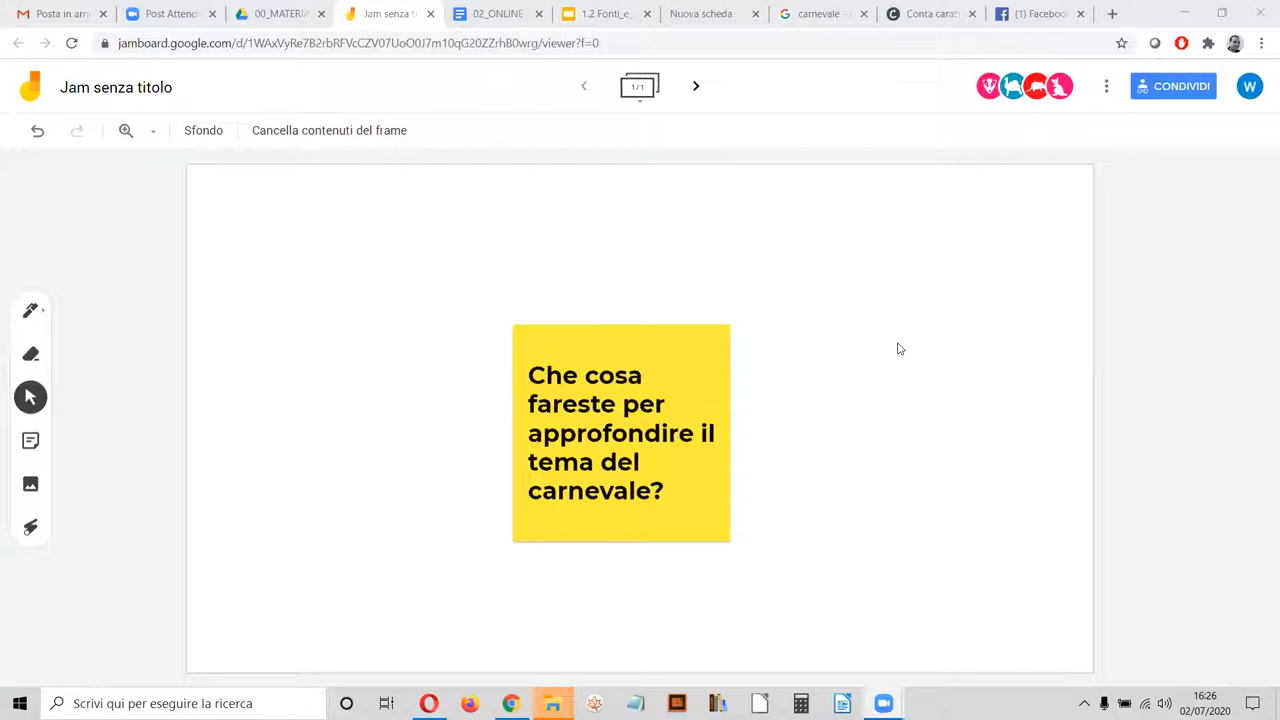 Posta in arr
Post Attende
00_MATERI
Jam senza t
02_ONLINE
1.2 Fonti_e
Nuova scheda
carnevale -
Conta caratt
(1) Faceboo
jamboard.google.com/d/1WAxVyRe7B2rbRFVcCZV07UoO0J7m10qG20ZZrhB0wrg/viewer?f=0
Jam senza titolo
1/1
CONDIVIDI
W
Sfondo
Cancella contenuti del frame
Che cosa
fareste per
approfondire il
tema del
carnevale?
Scrivi qui per eseguire la ricerca
16:26
02/07/2020